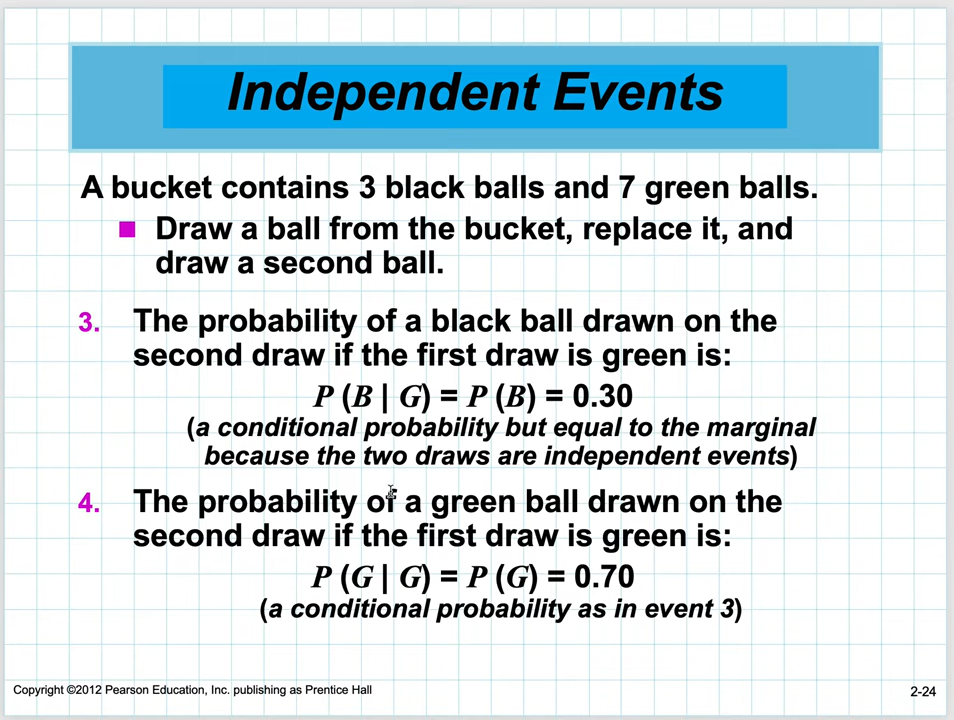 Independent Events
A bucket contains 3 black balls and 7 green balls.
Draw a ball from the bucket, replace it, and
draw a second ball.
3. The probability of a black ball drawn on the
second draw if the first draw is green is:
P (B | G) = P (B) = 0.30
(a conditional probability but equal to the marginal
because the two draws are independent events)
4. The probability of a green ball drawn on the
second draw if the first draw is green is:
P (G | G) = P (G) = 0.70
(a conditional probability as in event 3)
Copyright ©2012 Pearson Education, Inc. publishing as Prentice Hall
2-24